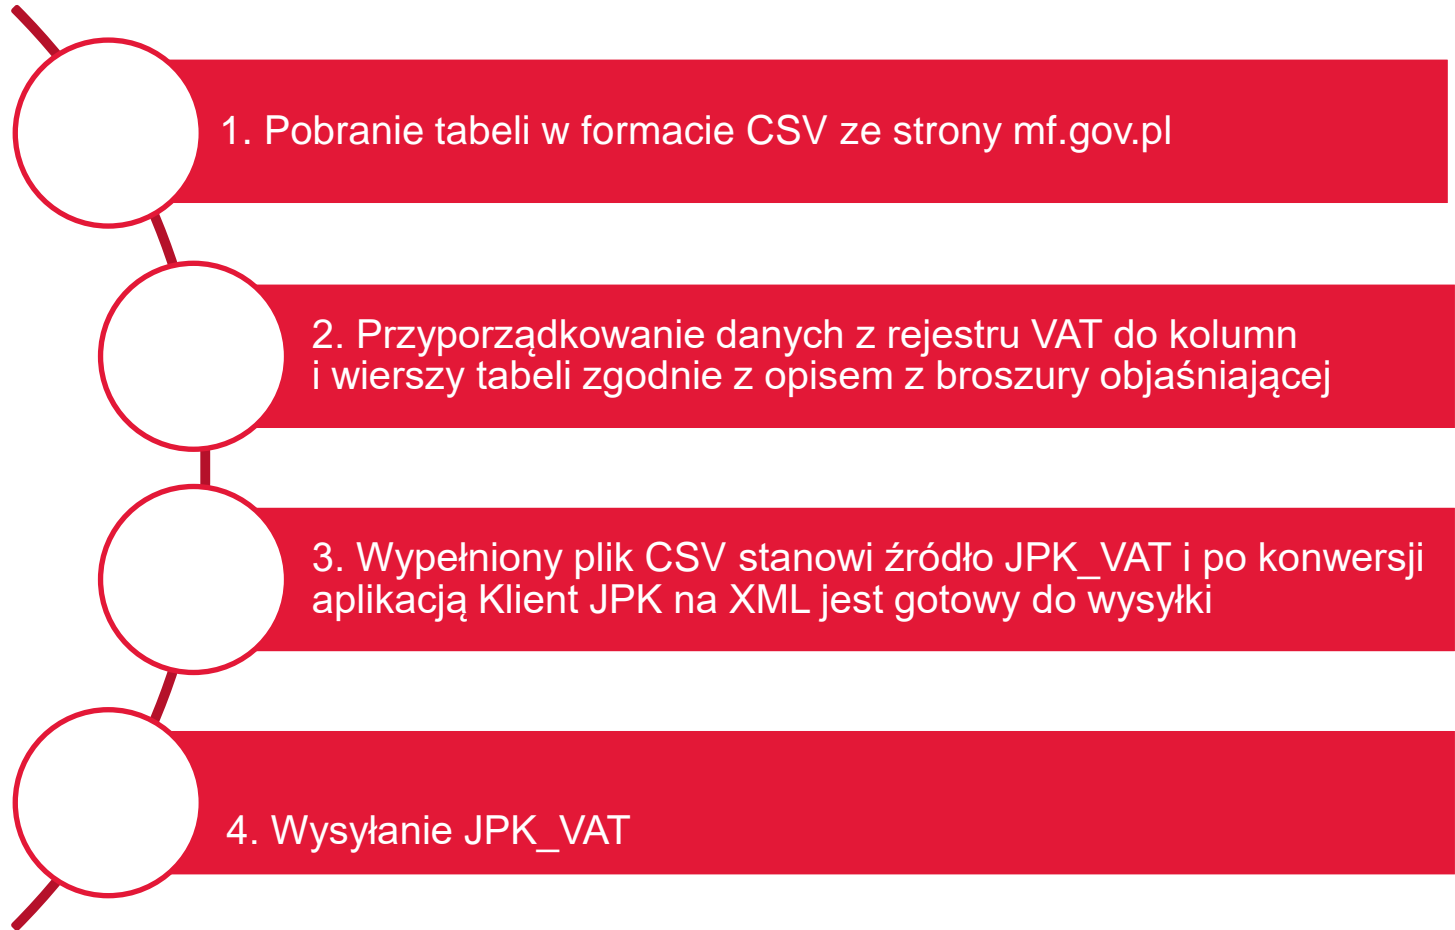 1. Pobranie tabeli w formacie CSV ze strony mf.gov.pl
2. Przyporządkowanie danych z rejestru VAT do kolumn
i wierszy tabeli zgodnie z opisem z broszury objaśniającej
3. Wypełniony plik CSV stanowi źródło JPK_VAT i po konwersji
aplikacją Klient JPK na XML jest gotowy do wysyłki
4. Wysyłanie JPK_VAT